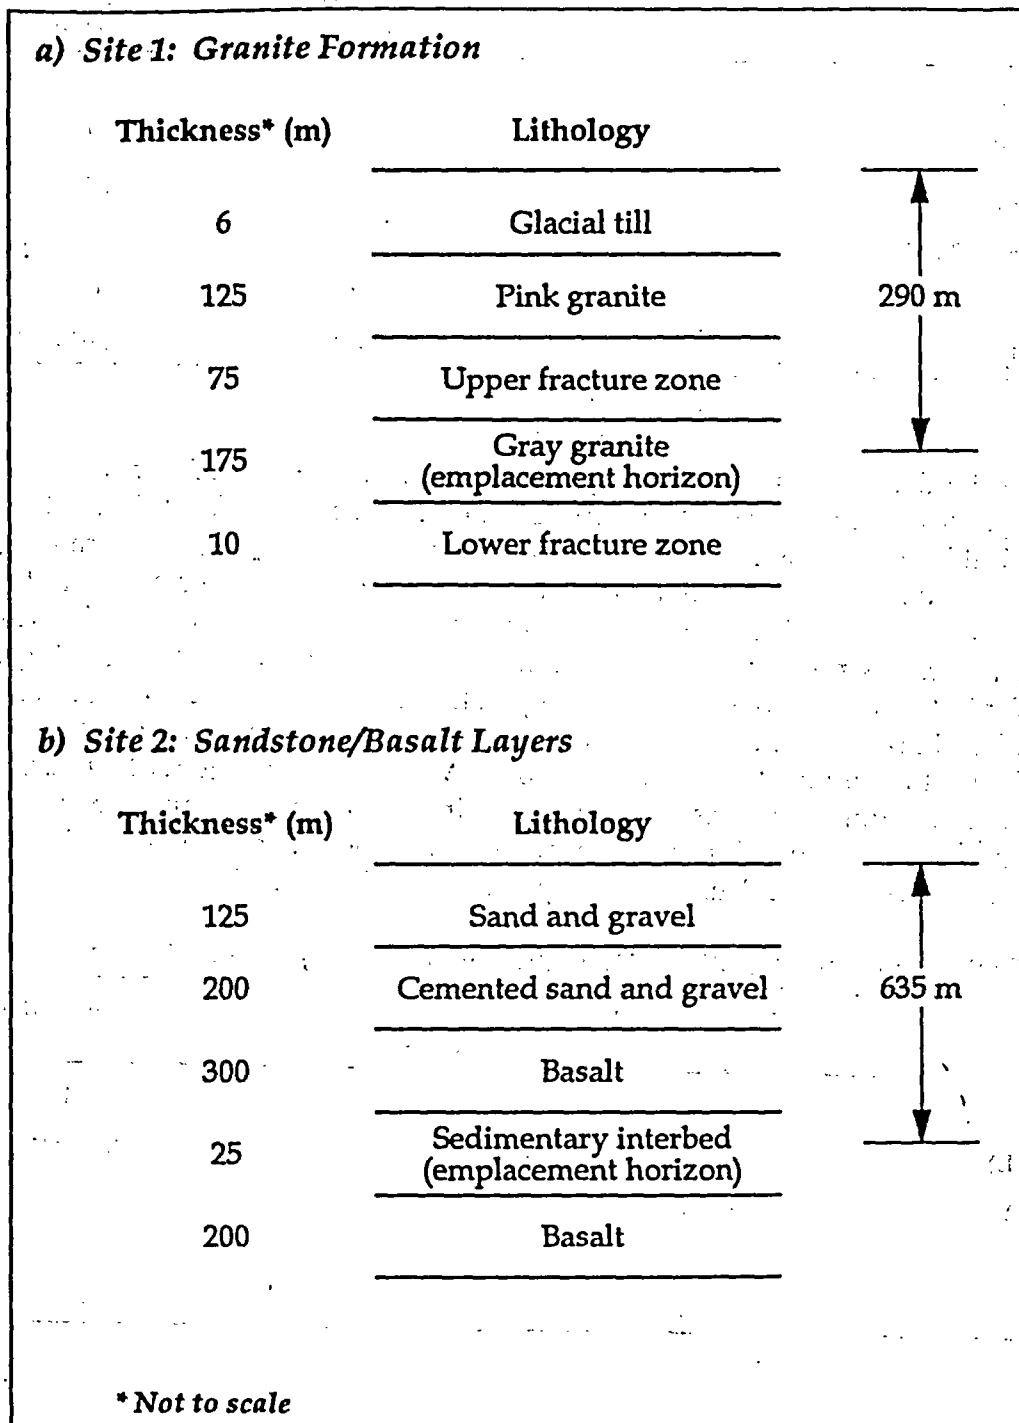 a) Site 1: Granite Formation
Thickness* (m) Lithology
6 Glacial till
125 Pink granite 290 m
75 Upper fracture zone
175 Gray granite
(emplacement horizon)
10 Lower fracture zone
b) Site 2: Sandstone/Basalt Layers
Thickness* (m) Lithology
125 Sand and gravel
200 Cemented sand and gravel 635 m
300 Basalt
25 Sedimentary interbed
(emplacement horizon)
200 Basalt
* Not to scale